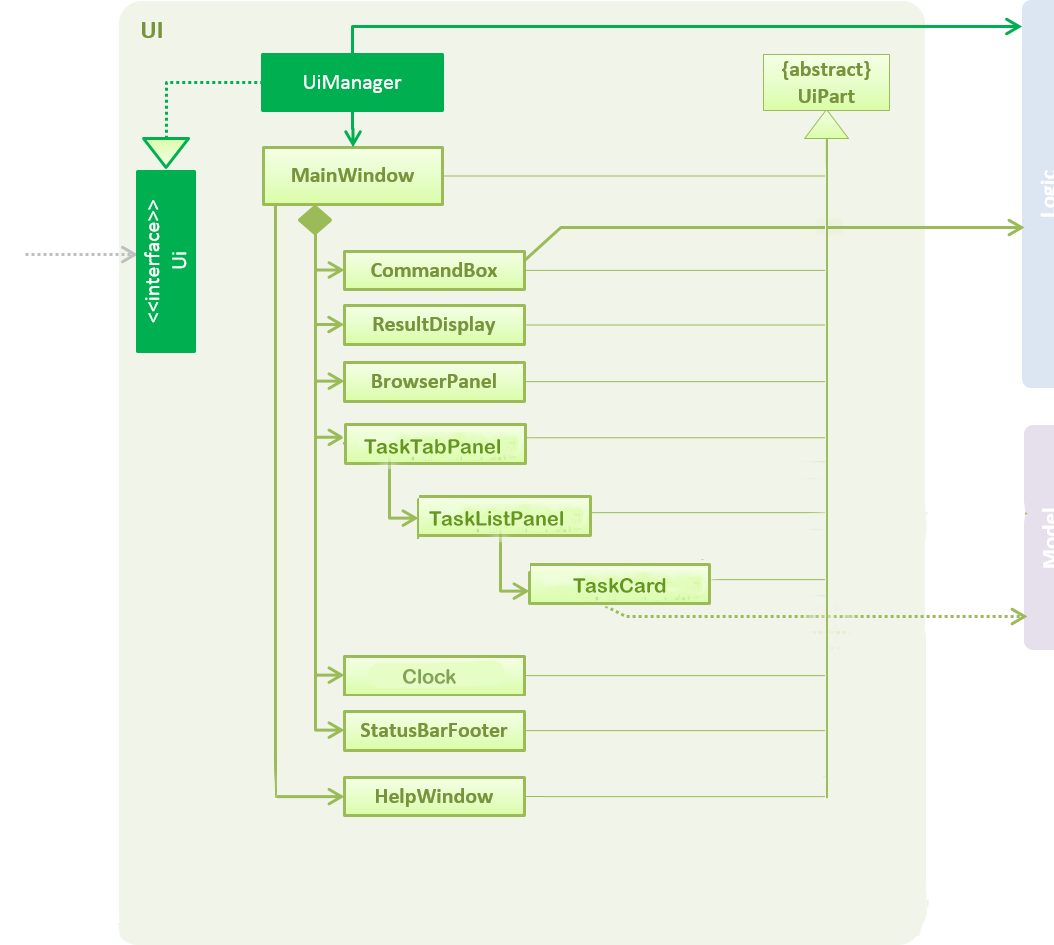 UI
UiManager
{abstract}
UiPart
MainWindow
<<interface>>
Ui
Logic
CommandBox
ResultDisplay
BrowserPanel
TaskTabPanel
TaskListPanel
Model
TaskCard
Clock
StatusBarFooter
HelpWindow